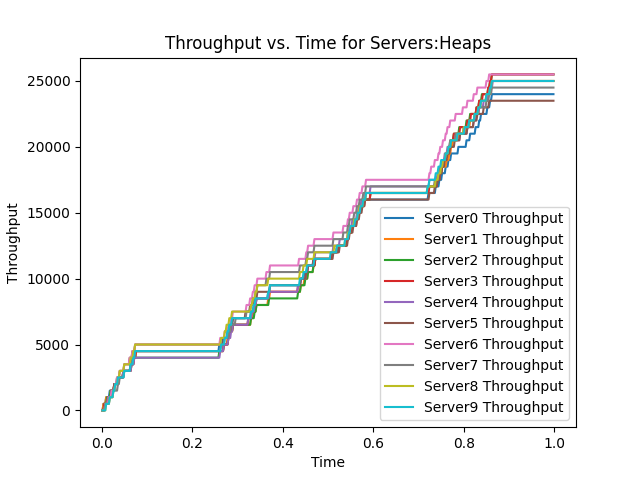 Throughput vs. Time for Servers:Heaps
Throughput
25000
20000
15000
10000
5000
0
0.0 0.2 0.4 0.6 0.8 1.0
Time
Server0 Throughput
Server1 Throughput
Server2 Throughput
Server3 Throughput
Server4 Throughput
Server5 Throughput
Server6 Throughput
Server7 Throughput
Server8 Throughput
Server9 Throughput